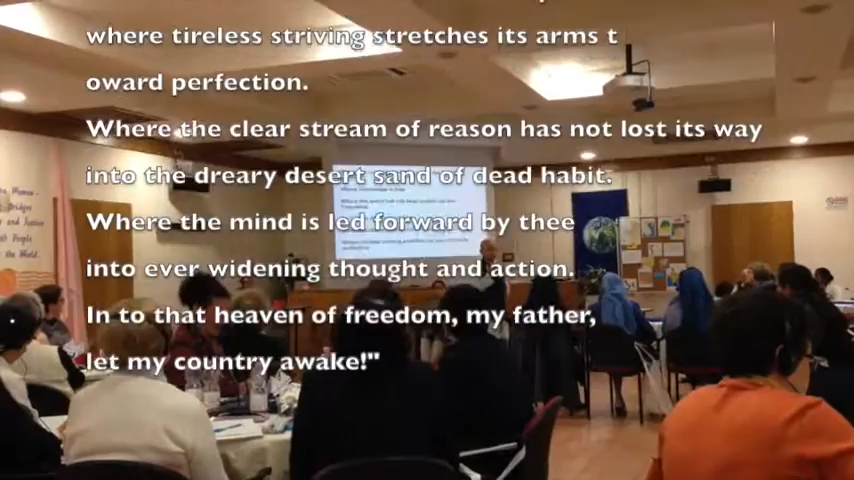 where tireless striving stretches its arms t
oward perfection.
Where the clear stream of reason has not lost its way
into the dreary desert sand of dead habit.
Where the mind is led forward by thee
into ever widening thought and action.
In to that heaven of freedom, my father,
let my country awake!"